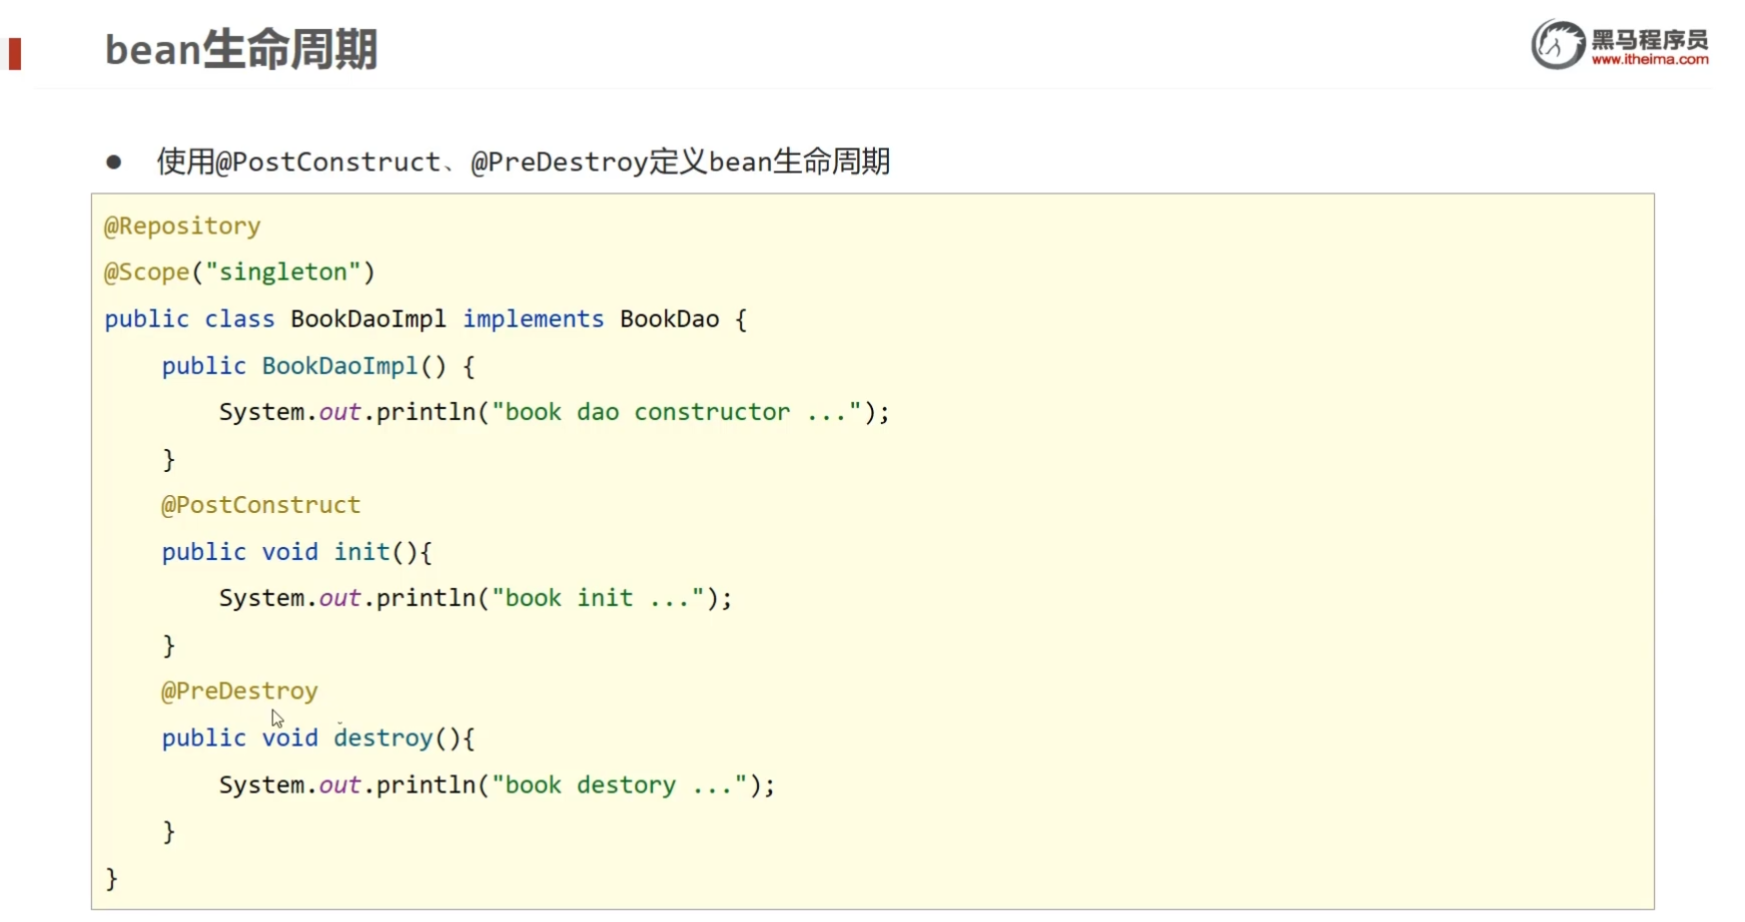 bean生命周期
黑马程序员
www.itheima.com
● 使用@PostConstruct、@PreDestroy定义bean生命周期
@Repository
@Scope("singleton")
public class BookDaoImpl implements BookDao {
    public BookDaoImpl() {
        System.out.println("book dao constructor ...");
    }
    @PostConstruct
    public void init(){
        System.out.println("book init ...");
    }
    @PreDestroy
    public void destroy(){
        System.out.println("book destory ...");
    }
}